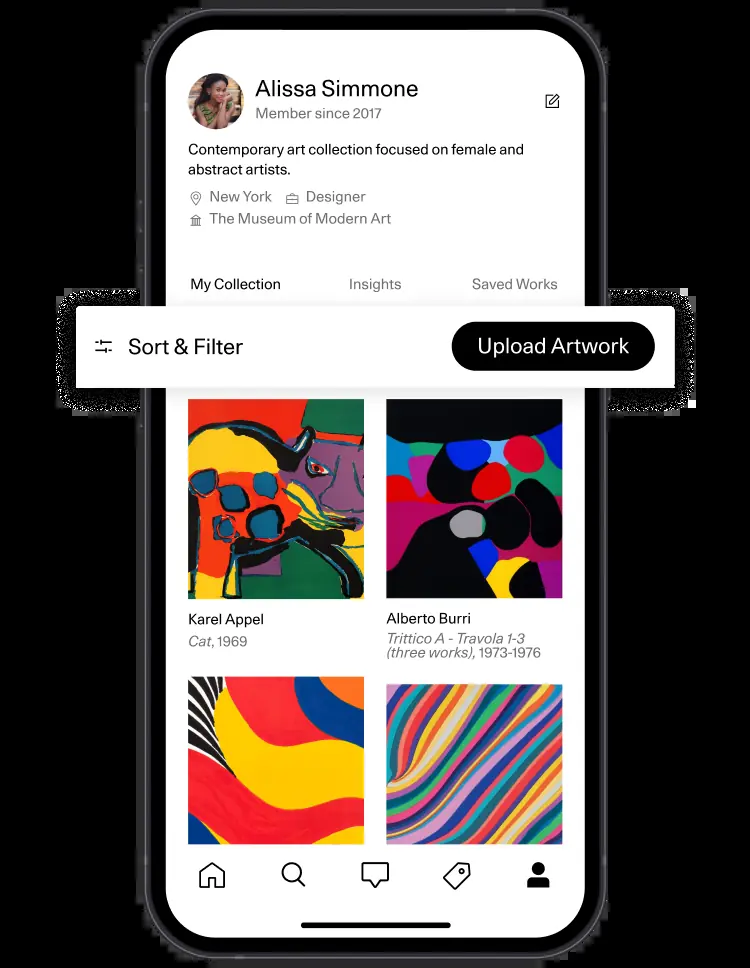 Alissa Simmone
Member since 2017
Contemporary art collection focused on female and
abstract artists.
New York Designer
The Museum of Modern Art
My Collection Insights Saved Works
Sort & Filter Upload Artwork
Karel Appel
Cat, 1969
Alberto Burri
Trittico A - Travola 1-3
(three works), 1973-1976